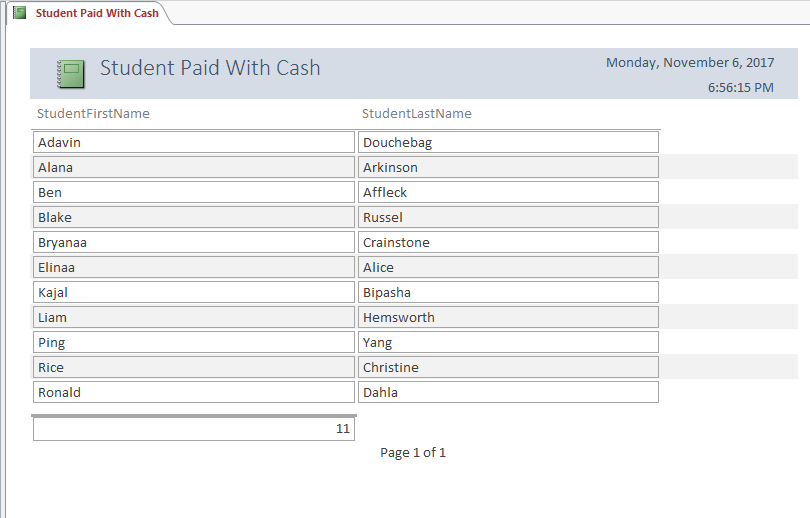 Student Paid With Cash
Student Paid With Cash
Monday, November 6, 2017
6:56:15 PM
StudentFirstName StudentLastName
Adavin Douchebag
Alana Arkinson
Ben Affleck
Blake Russel
Bryanaa Crainstone
Elinaa Alice
Kajal Bipasha
Liam Hemsworth
Ping Yang
Rice Christine
Ronald Dahla
11
Page 1 of 1